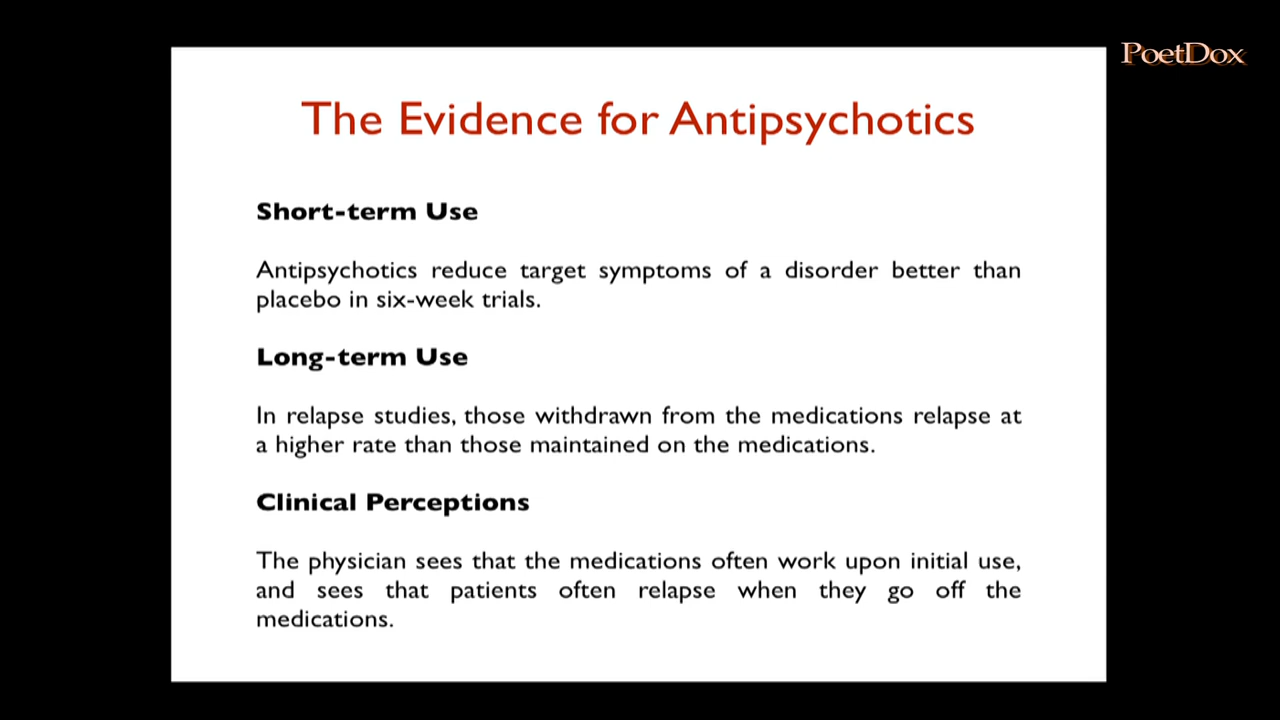 PoetDox
The Evidence for Antipsychotics
Short-term Use
Antipsychotics reduce target symptoms of a disorder better than
placebo in six-week trials.
Long-term Use
In relapse studies, those withdrawn from the medications relapse at
a higher rate than those maintained on the medications.
Clinical Perceptions
The physician sees that the medications often work upon initial use,
and sees that patients often relapse when they go off the
medications.